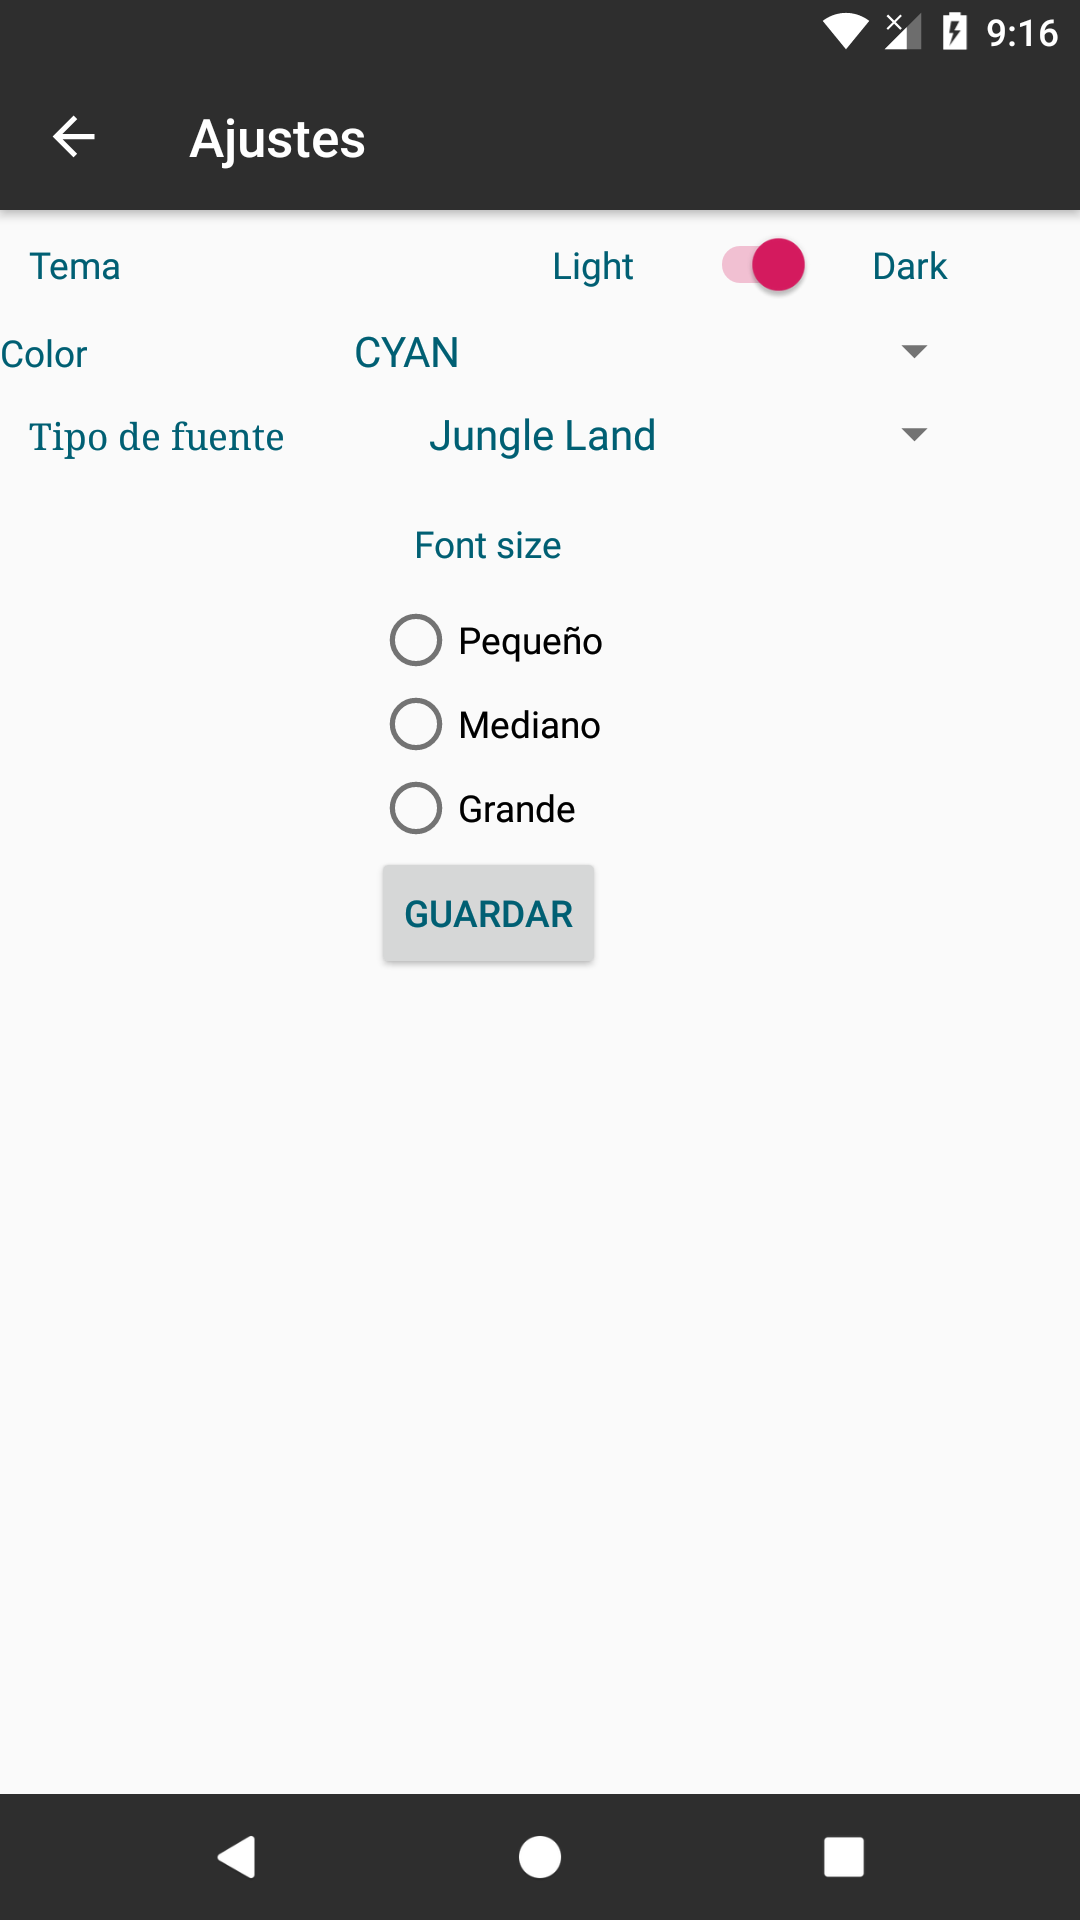 9:16
Ajustes
Tema Light Dark
Color CYAN
Tipo de fuente Jungle Land
Font size
Pequeño
Mediano
Grande
GUARDAR